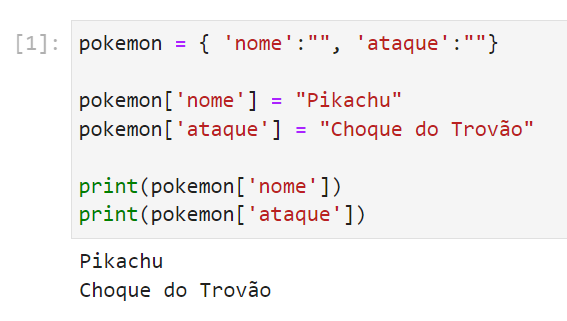 [1]: pokemon = { 'nome':"", 'ataque':""}
pokemon['nome'] = "Pikachu"
pokemon['ataque'] = "Choque do Trovão"
print(pokemon['nome'])
print(pokemon['ataque'])
Pikachu
Choque do Trovão